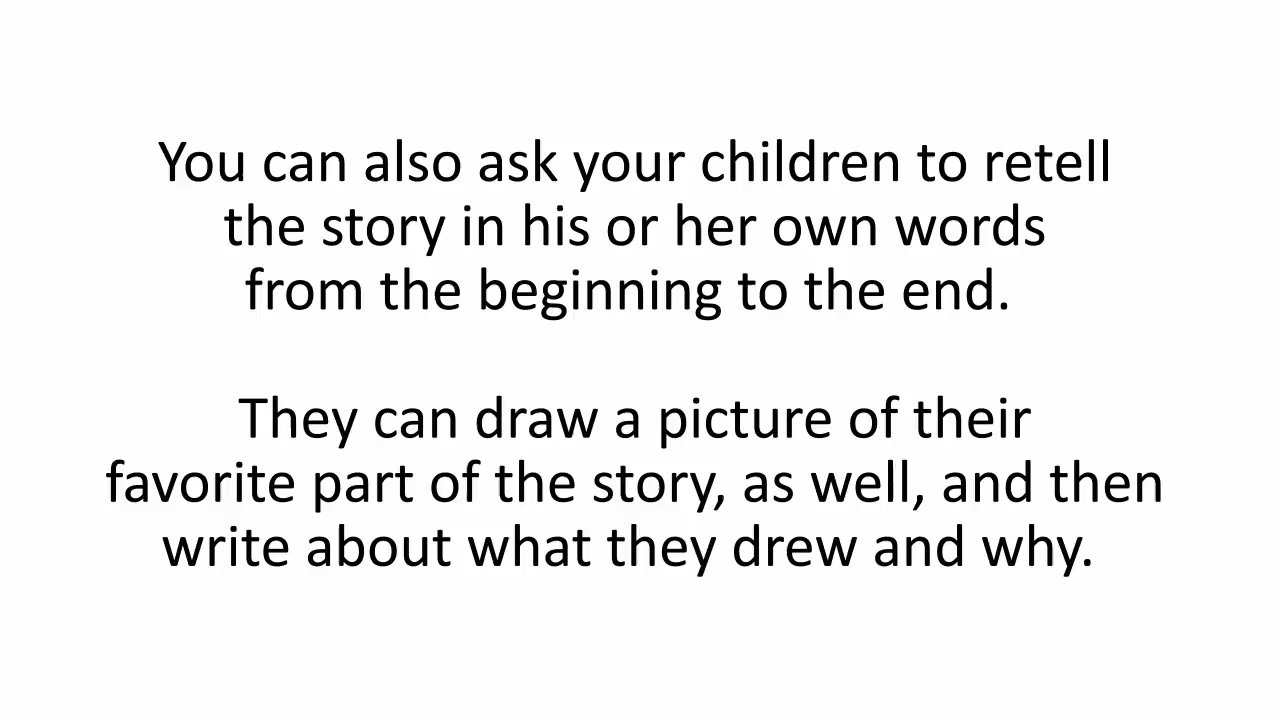 You can also ask your children to retell
the story in his or her own words
from the beginning to the end.
They can draw a picture of their
favorite part of the story, as well, and then
write about what they drew and why.